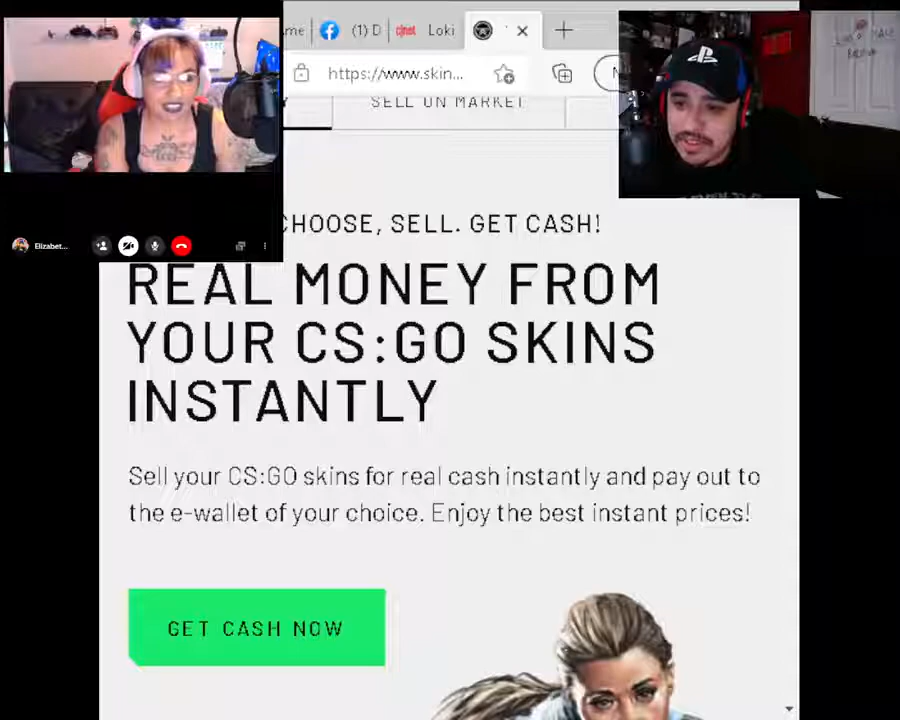 (1) D
cnet
Loki
https://www.skin...
SELL ON MARKET
CHOOSE, SELL. GET CASH!
Elizabet...
REAL MONEY FROM
YOUR CS:GO SKINS
INSTANTLY
Sell your CS:GO skins for real cash instantly and pay out to
the e-wallet of your choice. Enjoy the best instant prices!
GET CASH NOW